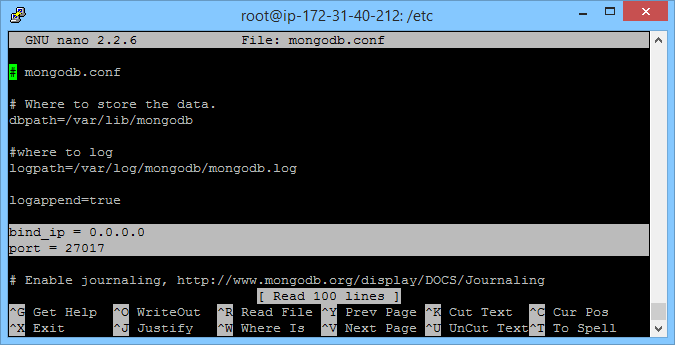 root@ip-172-31-40-212: /etc
GNU nano 2.2.6 File: mongodb.conf
# mongodb.conf
# Where to store the data.
dbpath=/var/lib/mongodb
#where to log
logpath=/var/log/mongodb/mongodb.log
logappend=true
bind_ip = 0.0.0.0
port = 27017
# Enable journaling, http://www.mongodb.org/display/DOCS/Journaling
[ Read 100 lines ]
^G Get Help ^O WriteOut ^R Read File ^Y Prev Page ^K Cut Text ^C Cur Pos
^X Exit ^J Justify ^W Where Is ^V Next Page ^U UnCut Text ^T To Spell